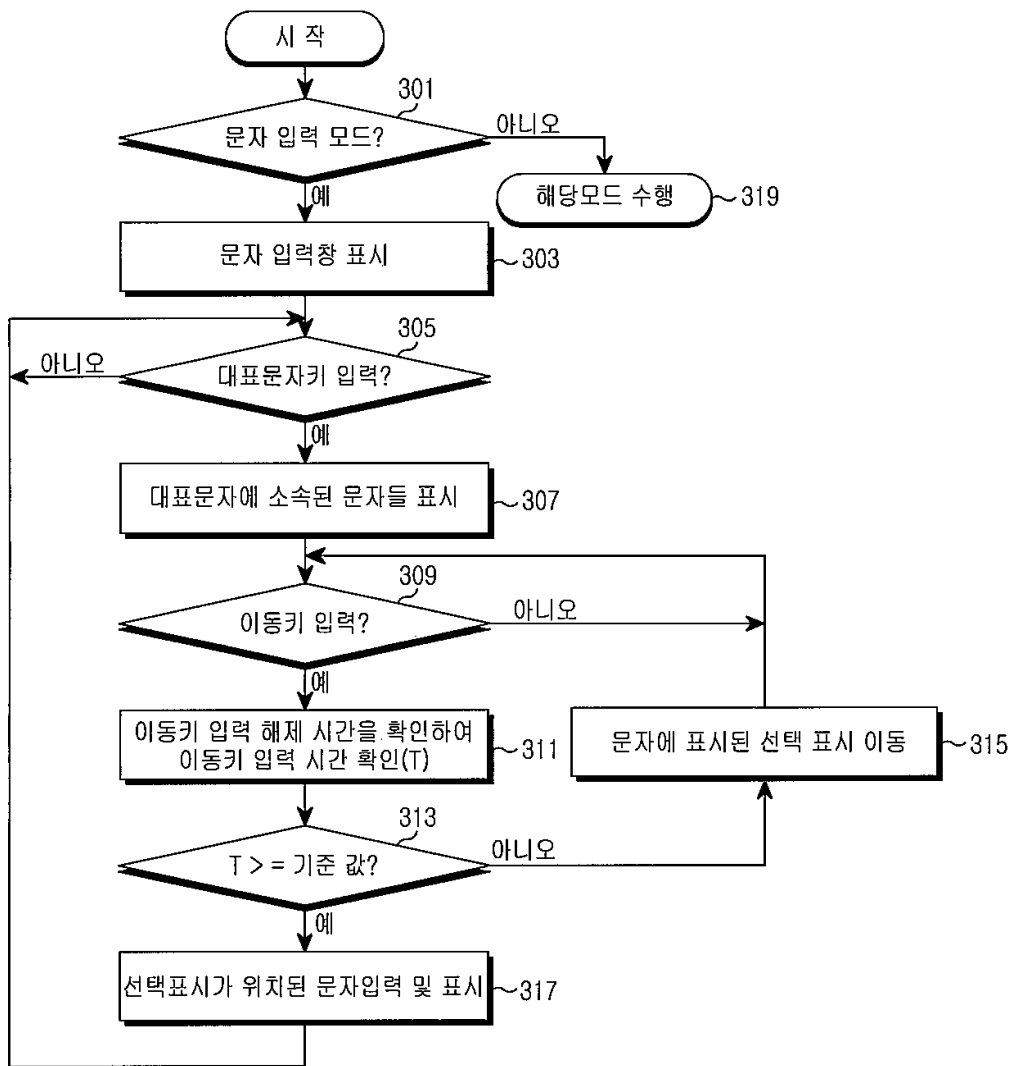 시 작
301
문자 입력 모드?
아니오
예
해당모드 수행
319
문자 입력창 표시
303
305
아니오
대표문자키 입력?
예
대표문자에 소속된 문자들 표시
307
309
이동키 입력?
아니오
예
이동키 입력 해제 시간을 확인하여
이동키 입력 시간 확인(T)
311
문자에 표시된 선택 표시 이동
315
313
T > = 기준 값?
아니오
예
선택표시가 위치된 문자입력 및 표시
317